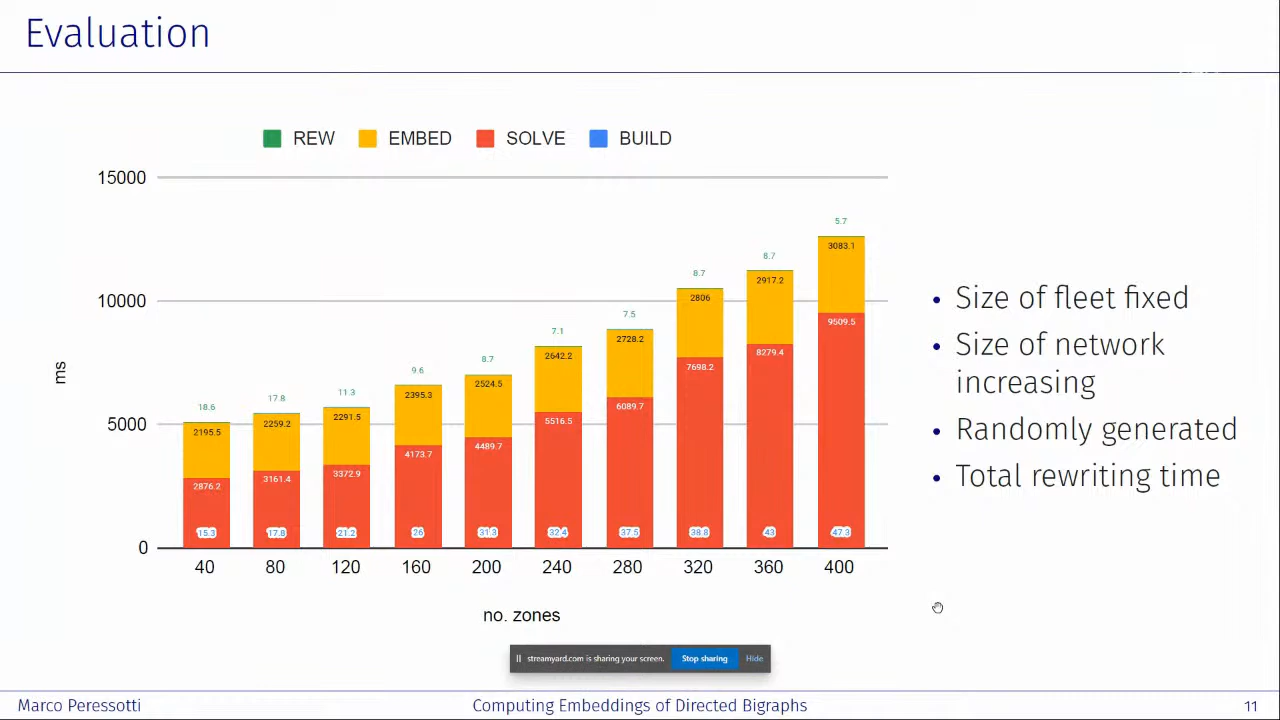 Evaluation
REW EMBED SOLVE BUILD
15000
10000
5000
0
ms
18.6 17.8 11.3 9.6 8.7 7.1 7.5 8.7 8.7 5.7
2195.5 2259.2 2291.5 2395.3 2524.5 2642.2 2728.2 2806 2917.2 3083.1
2876.2 3161.4 3372.9 4173.7 4489.7 5516.5 6089.7 7698.2 8279.4 9509.5
15.3 17.8 21.2 26 31.3 32.4 37.5 38.8 43 47.3
40 80 120 160 200 240 280 320 360 400
no. zones
• Size of fleet fixed
• Size of network
increasing
• Randomly generated
• Total rewriting time
streamyard.com is sharing your screen. Stop sharing Hide
Marco Peressotti Computing Embeddings of Directed Bigraphs 11